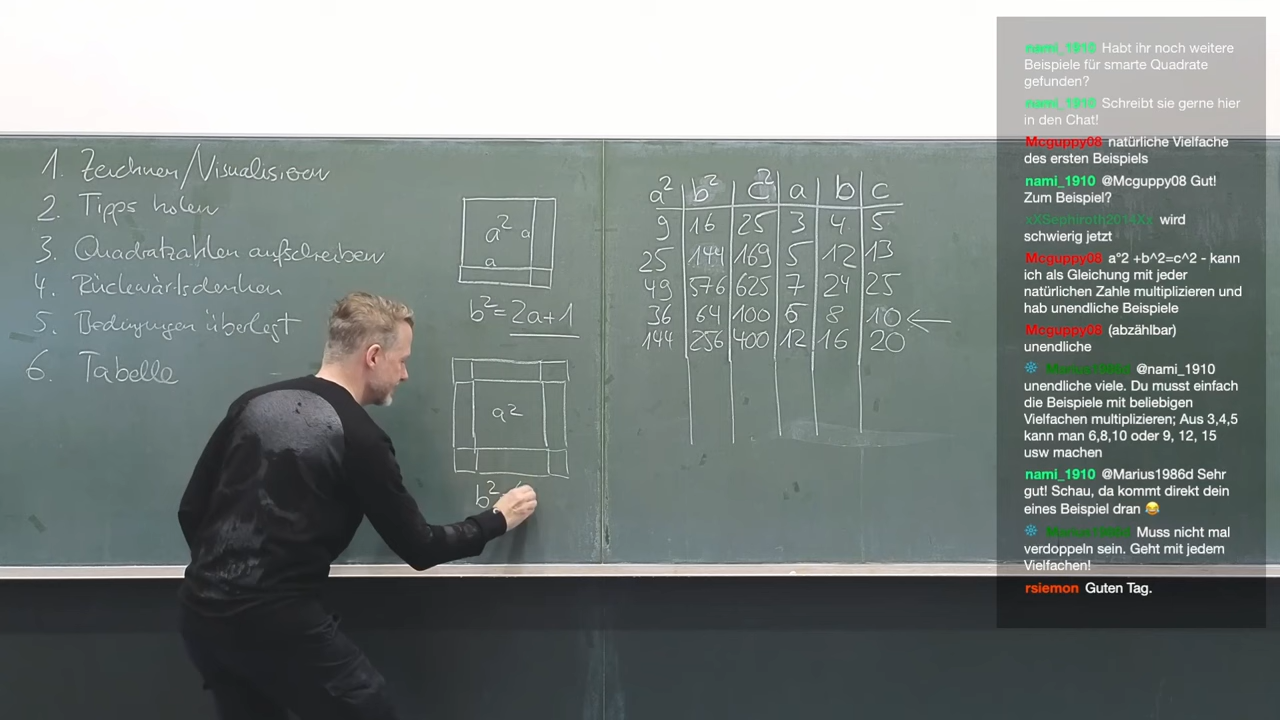 1. Zeichnen/Visualisieren
2. Tipps holen
3. Quadratzahlen aufschreiben
4. Rückwärtsdenken
5. Bedingungen überlegt
6. Tabelle
a² a
a
b² = 2a+1
a²
b²
a² b² c² a b c
9 16 25 3 4 5
25 144 169 5 12 13
49 576 625 7 24 25
36 64 100 6 8 10
144 256 400 12 16 20
nami_1910 Habt ihr noch weitere
Beispiele für smarte Quadrate
gefunden?
nami_1910 Schreibt sie gerne hier
in den Chat!
Mcguppy08 natürliche Vielfache
des ersten Beispiels
nami_1910 @Mcguppy08 Gut!
Zum Beispiel?
xXSephiroth2014Xx wird
schwierig jetzt
Mcguppy08 a°2 +b^2=c^2 - kann
ich als Gleichung mit jeder
natürlichen Zahle multiplizieren und
hab unendliche Beispiele
Mcguppy08 (abzählbar)
unendliche
Marius1986d @nami_1910
unendliche viele. Du musst einfach
die Beispiele mit beliebigen
Vielfachen multiplizieren; Aus 3,4,5
kann man 6,8,10 oder 9, 12, 15
usw machen
nami_1910 @Marius1986d Sehr
gut! Schau, da kommt direkt dein
eines Beispiel dran 😂
Marius1986d Muss nicht mal
verdoppeln sein. Geht mit jedem
Vielfachen!
rsiemon Guten Tag.